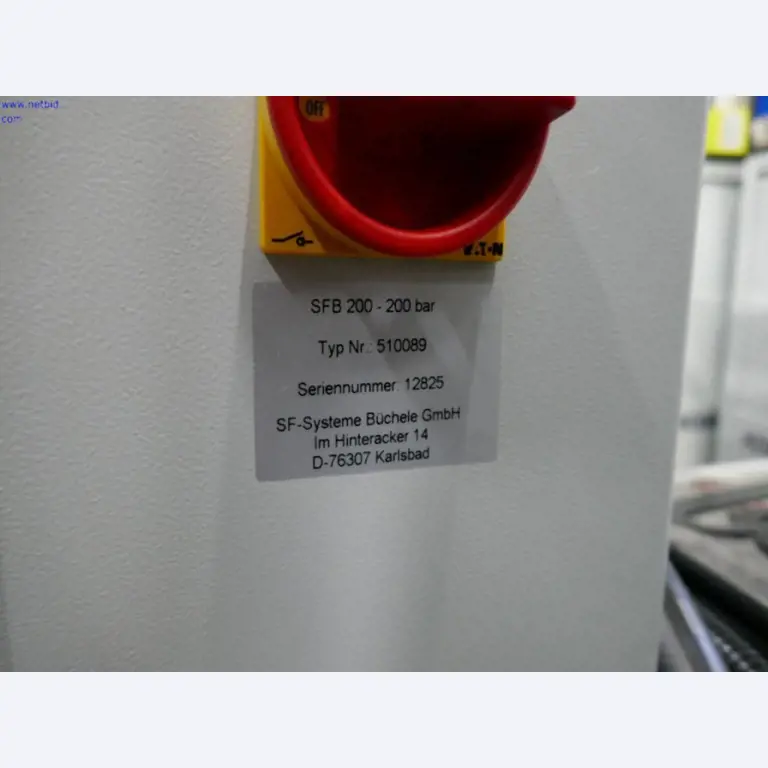 www.netbid.
com
OFF
EATON
SFB 200 - 200 bar
Typ Nr.: 510089
Seriennummer: 12825
SF-Systeme Büchele GmbH
Im Hinteracker 14
D-76307 Karlsbad